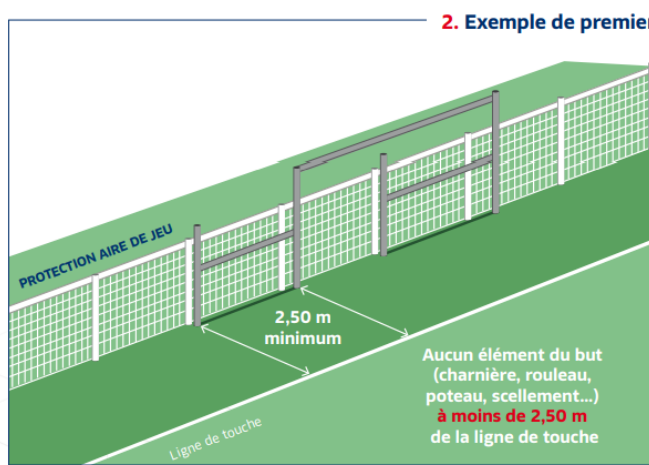 2. Exemple de premier
PROTECTION AIRE DE JEU
2,50 m
minimum
Aucun élément du but
(charnière, rouleau,
poteau, scellement...)
à moins de 2,50 m
de la ligne de touche
Ligne de touche